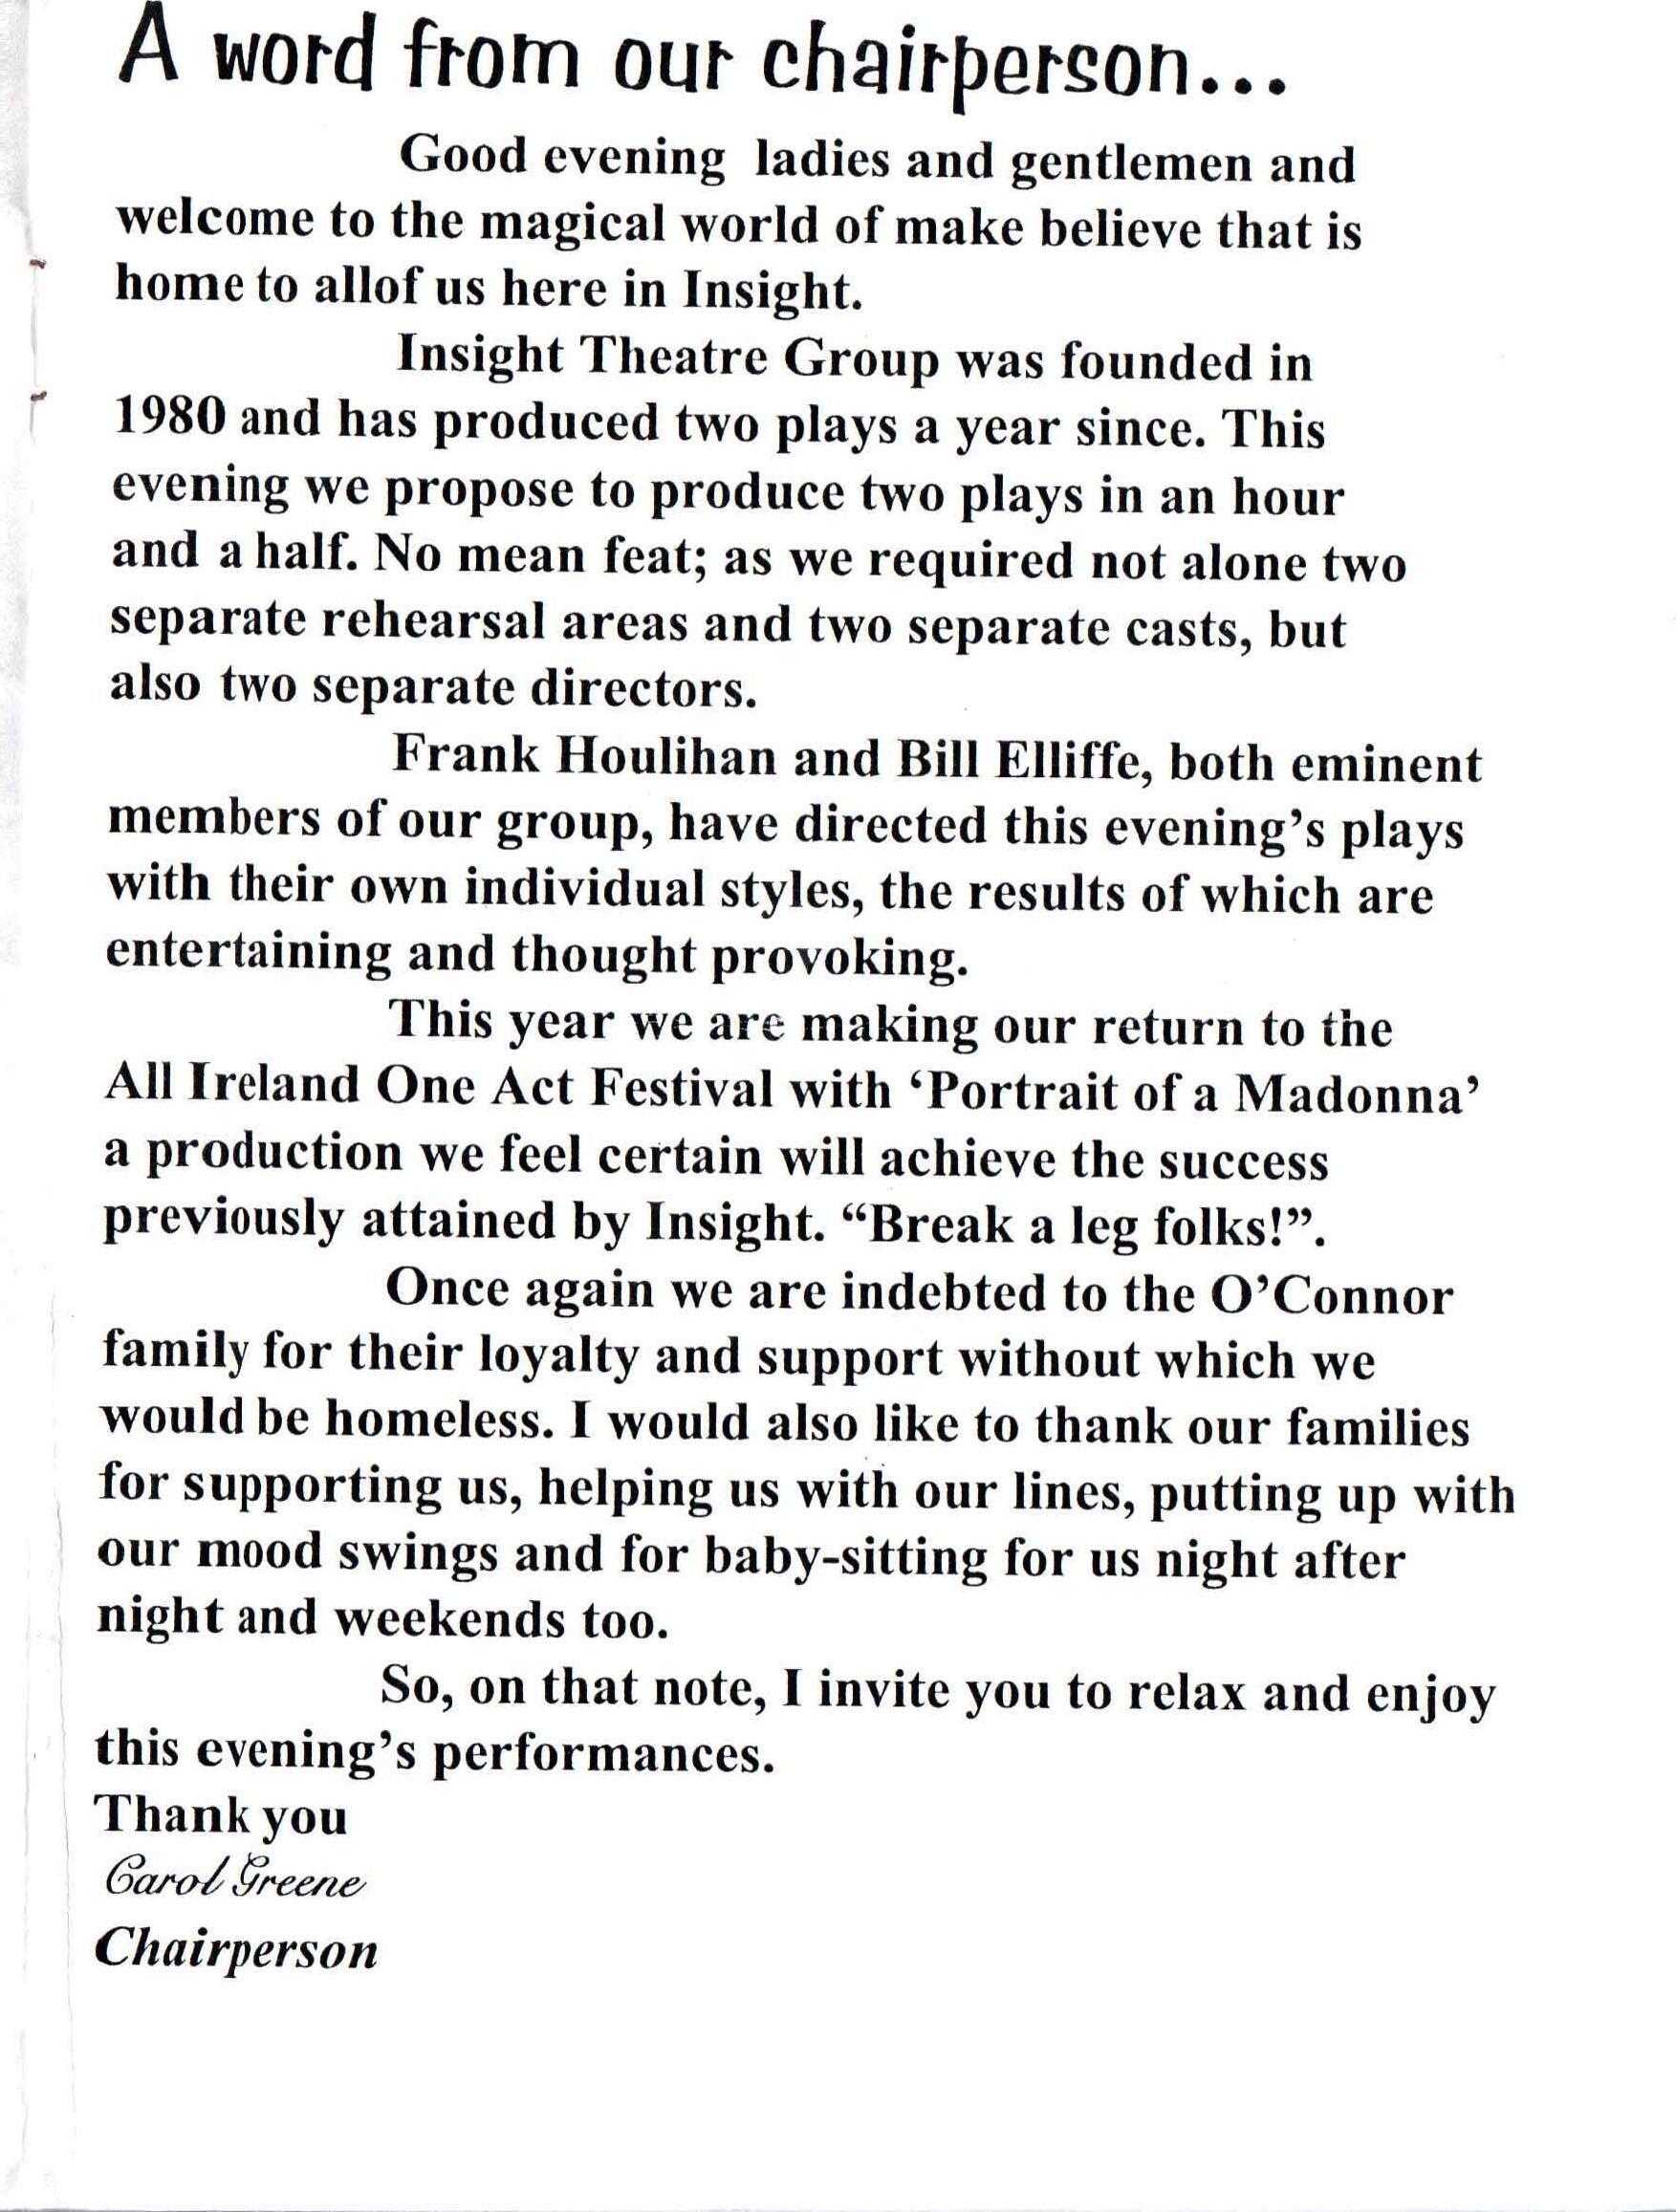 A word from our chairperson...
Good evening ladies and gentlemen and
welcome to the magical world of make believe that is
home to allof us here in Insight.
Insight Theatre Group was founded in
1980 and has produced two plays a year since. This
evening we propose to produce two plays in an hour
and a half. No mean feat; as we required not alone two
separate rehearsal areas and two separate casts, but
also two separate directors.
Frank Houlihan and Bill Elliffe, both eminent
members of our group, have directed this evening’s plays
with their own individual styles, the results of which are
entertaining and thought provoking.
This year we are making our return to the
All Ireland One Act Festival with ‘Portrait of a Madonna’
a production we feel certain will achieve the success
previously attained by Insight. “Break a leg folks!”.
Once again we are indebted to the O’Connor
family for their loyalty and support without which we
would be homeless. I would also like to thank our families
for supporting us, helping us with our lines, putting up with
our mood swings and for baby-sitting for us night after
night and weekends too.
So, on that note, I invite you to relax and enjoy
this evening’s performances.
Thank you
Carol Greene
Chairperson